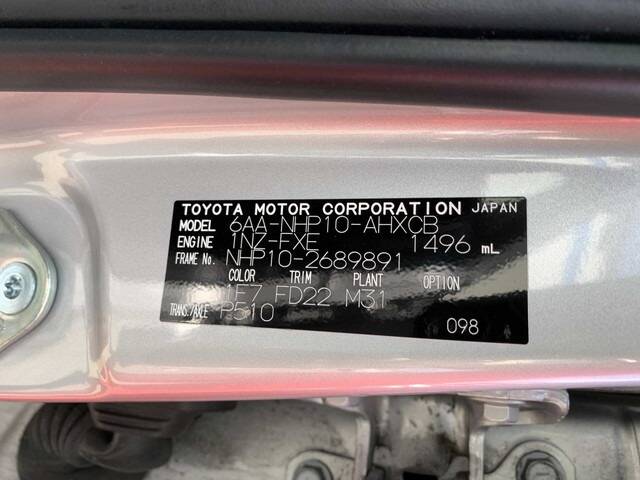 TOYOTA MOTOR CORPORATION JAPAN
MODEL 6AA-NHP10-AHXCB
ENGINE 1NZ-FXE 1496 mL
FRAME No. NHP10-2689891
COLOR TRIM PLANT OPTION
1F7 FD22 M31
TRANS./AXLE P510
098